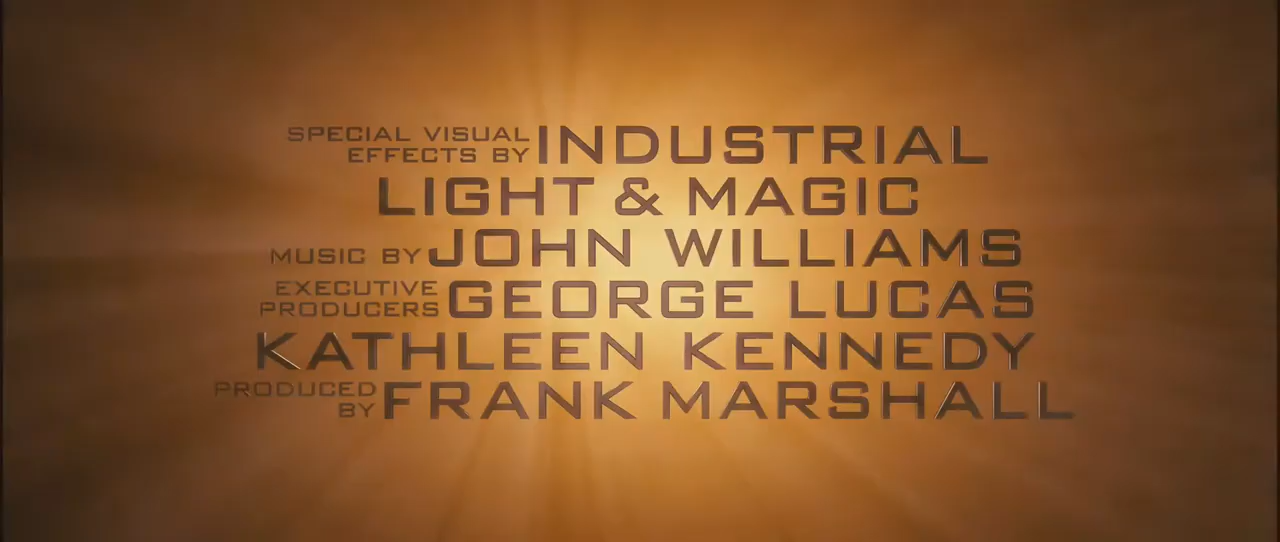 SPECIAL VISUAL EFFECTS BY INDUSTRIAL
LIGHT & MAGIC
MUSIC BY JOHN WILLIAMS
EXECUTIVE PRODUCERS GEORGE LUCAS
KATHLEEN KENNEDY
PRODUCED BY FRANK MARSHALL